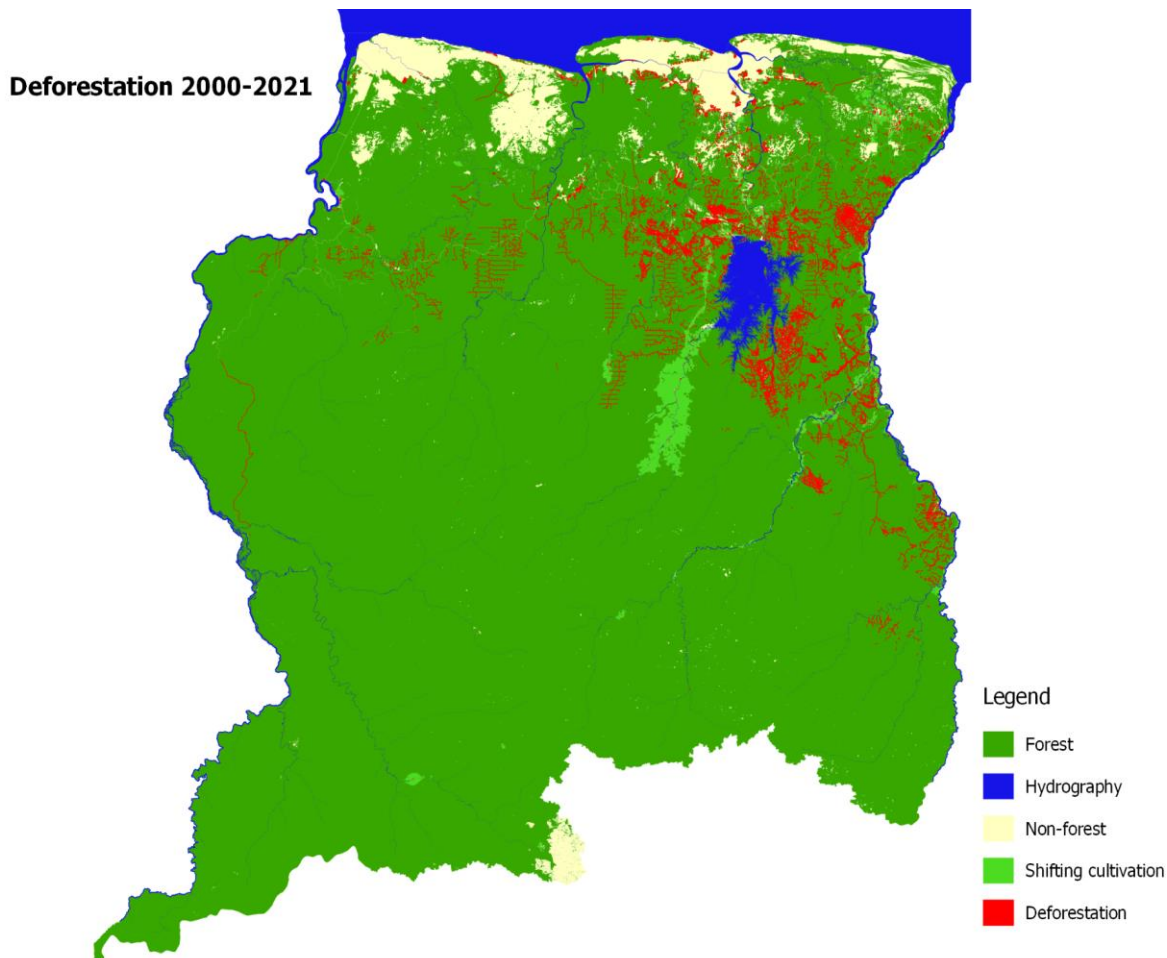 Deforestation 2000-2021
Legend
Forest
Hydrography
Non-forest
Shifting cultivation
Deforestation